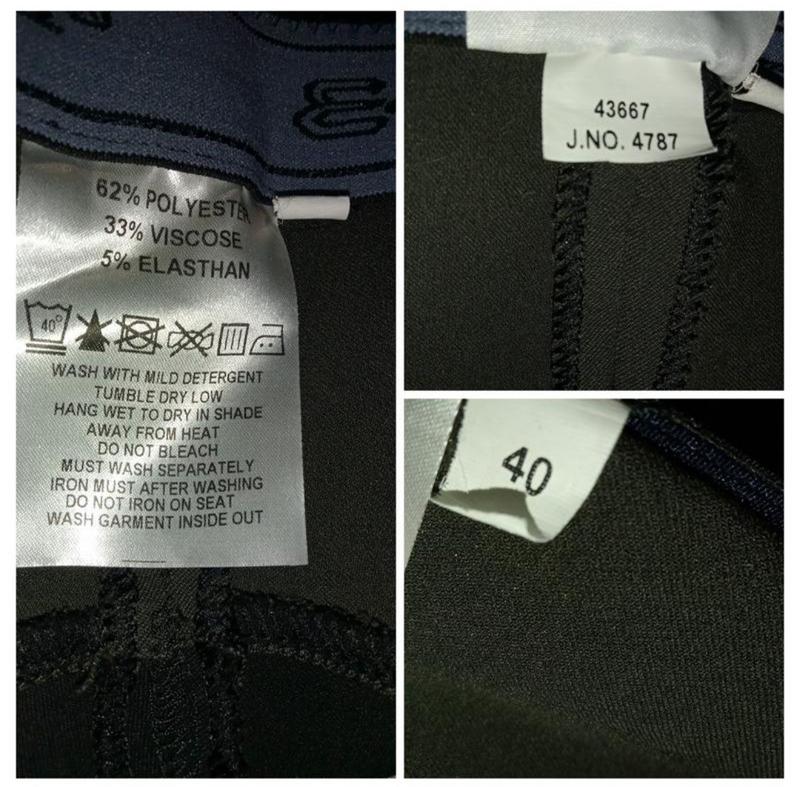 62% POLYESTER
33% VISCOSE
5% ELASTHAN
40°
WASH WITH MILD DETERGENT
TUMBLE DRY LOW
HANG WET TO DRY IN SHADE
AWAY FROM HEAT
DO NOT BLEACH
MUST WASH SEPARATELY
IRON MUST AFTER WASHING
DO NOT IRON ON SEAT
WASH GARMENT INSIDE OUT
43667
J.NO. 4787
40